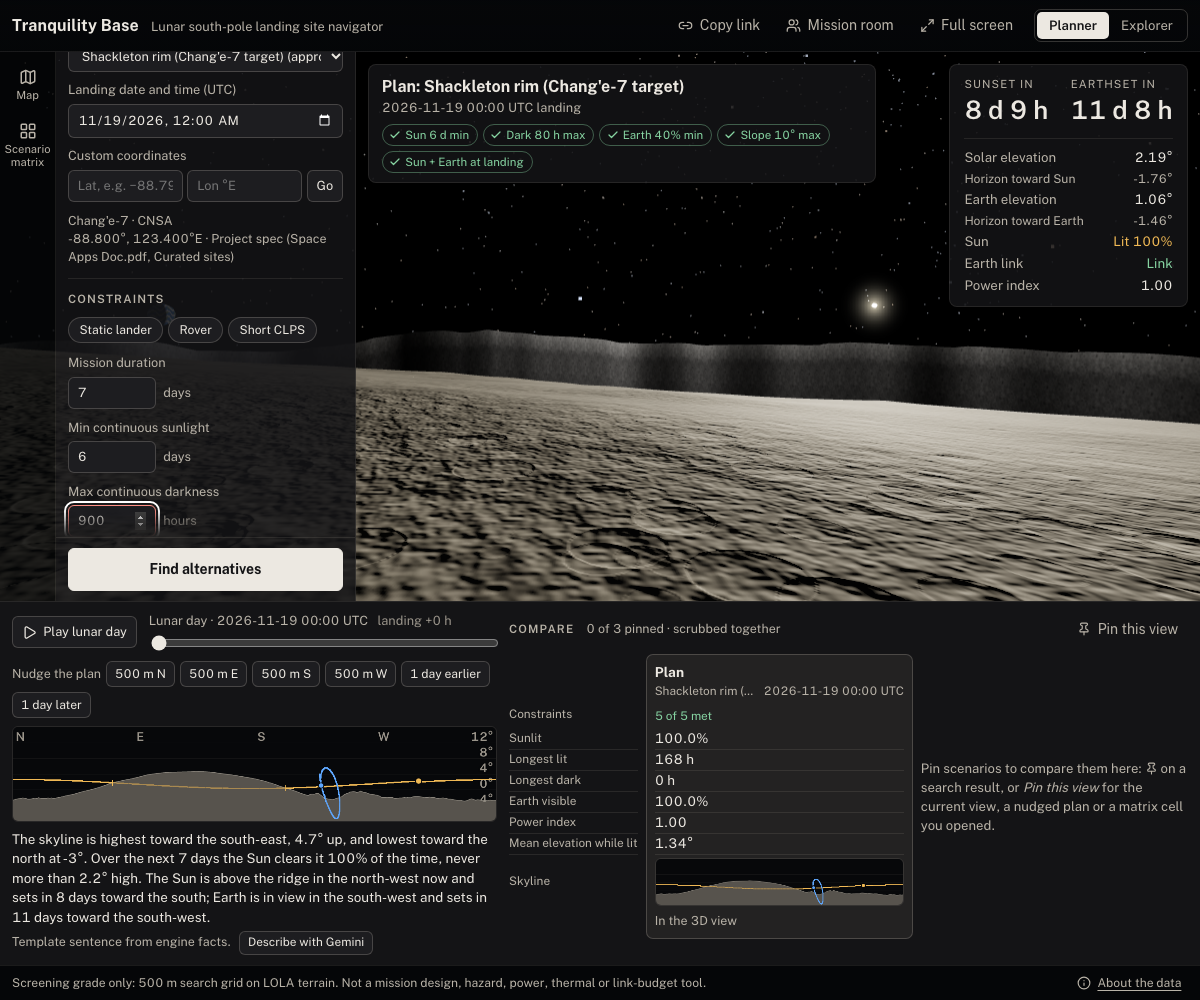 Tranquility Base Lunar south-pole landing site navigator
Copy link Mission room Full screen Planner Explorer
Map
Scenario
matrix
Shackleton rim (Chang'e-7 target) (appro
Landing date and time (UTC)
11/19/2026, 12:00 AM
Custom coordinates
Lat, e.g. −88.79 Lon °E Go
Chang'e-7 · CNSA
-88.800°, 123.400°E · Project spec (Space
Apps Doc.pdf, Curated sites)
CONSTRAINTS
Static lander Rover Short CLPS
Mission duration
7 days
Min continuous sunlight
6 days
Max continuous darkness
900 hours
Find alternatives
Plan: Shackleton rim (Chang'e-7 target)
2026-11-19 00:00 UTC landing
Sun 6 d min Dark 80 h max Earth 40% min Slope 10° max
Sun + Earth at landing
SUNSET IN EARTHSET IN
8 d 9 h 11 d 8 h
Solar elevation 2.19°
Horizon toward Sun -1.76°
Earth elevation 1.06°
Horizon toward Earth -1.46°
Sun Lit 100%
Earth link Link
Power index 1.00
Play lunar day
Lunar day · 2026-11-19 00:00 UTC landing +0 h
Nudge the plan 500 m N 500 m E 500 m S 500 m W 1 day earlier
1 day later
N E S W 12°
8°
4°
0°
4°
The skyline is highest toward the south-east, 4.7° up, and lowest toward the
north at -3°. Over the next 7 days the Sun clears it 100% of the time, never
more than 2.2° high. The Sun is above the ridge in the north-west now and
sets in 8 days toward the south; Earth is in view in the south-west and sets in
11 days toward the south-west.
Template sentence from engine facts. Describe with Gemini
COMPARE 0 of 3 pinned · scrubbed together Pin this view
Plan
Shackleton rim (... 2026-11-19 00:00 UTC
Constraints 5 of 5 met
Sunlit 100.0%
Longest lit 168 h
Longest dark 0 h
Earth visible 100.0%
Power index 1.00
Mean elevation while lit 1.34°
Skyline
In the 3D view
Pin scenarios to compare them here: on a
search result, or Pin this view for the
current view, a nudged plan or a matrix cell
you opened.
Screening grade only: 500 m search grid on LOLA terrain. Not a mission design, hazard, power, thermal or link-budget tool.
About the data